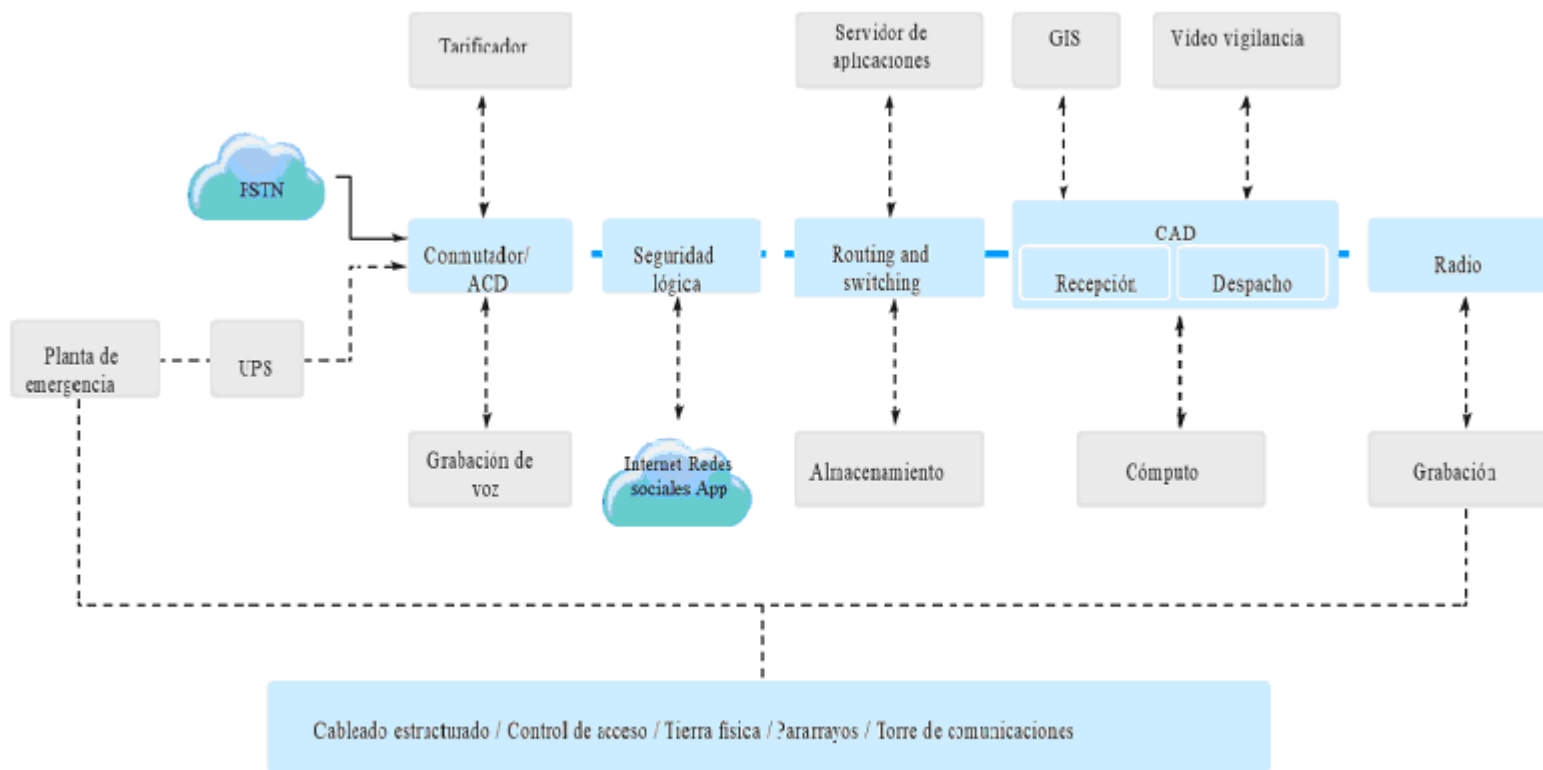 Tarificador
Servidor de
aplicaciones
GIS
Video vigilancia
PSTN
Conmutador/
ACD
Seguridad
lógica
Routing and
switching
CAD
Recepción
Despacho
Radio
Planta de
emergencia
UPS
Grabación de
voz
Internet Redes
sociales App
Almacenamiento
Cómputo
Grabación
Cableado estructurado / Control de acceso / Tierra física / Pararrayos / Torre de comunicaciones